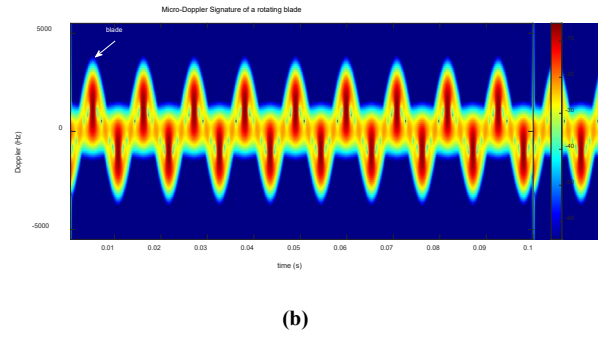 Micro-Doppler Signature of a rotating blade
5000
blade
0
-5000
Doppler (Hz)
-40
0.01 0.02 0.03 0.04 0.05 0.06 0.07 0.08 0.09 0.1
time (s)
(b)